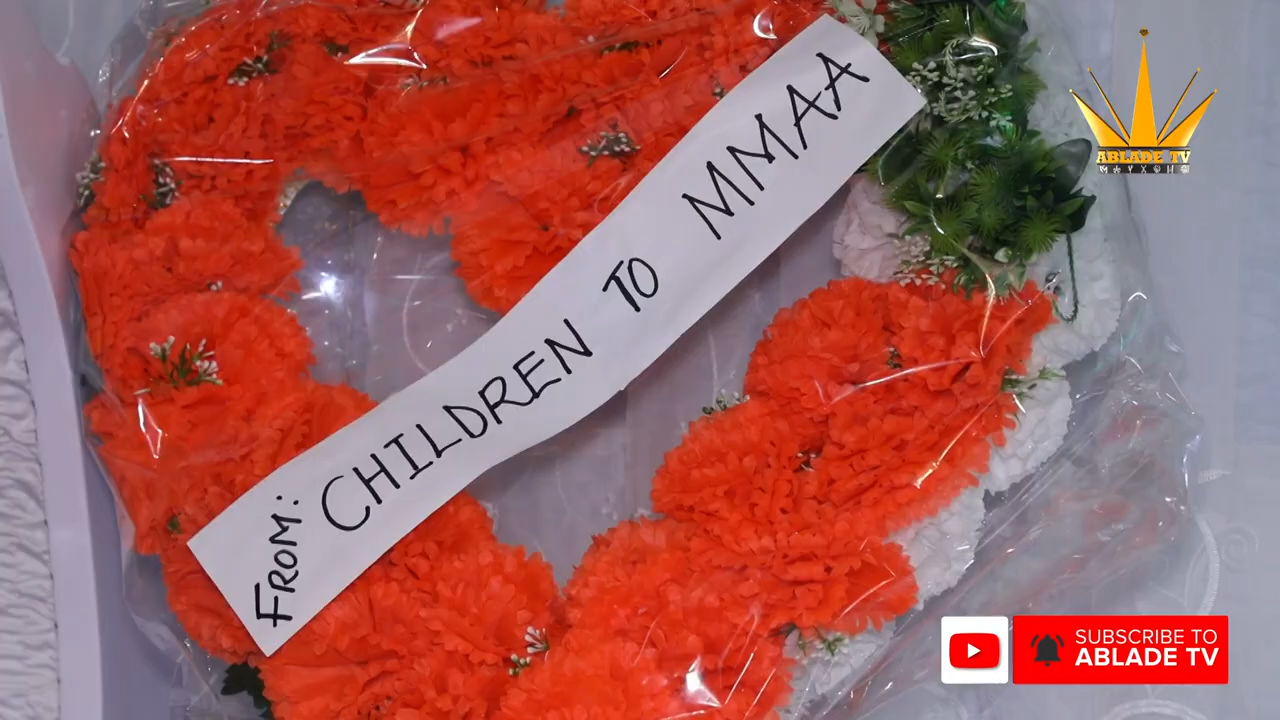 FROM: CHILDREN TO MMAA
ABLADE TV
SUBSCRIBE TO
ABLADE TV